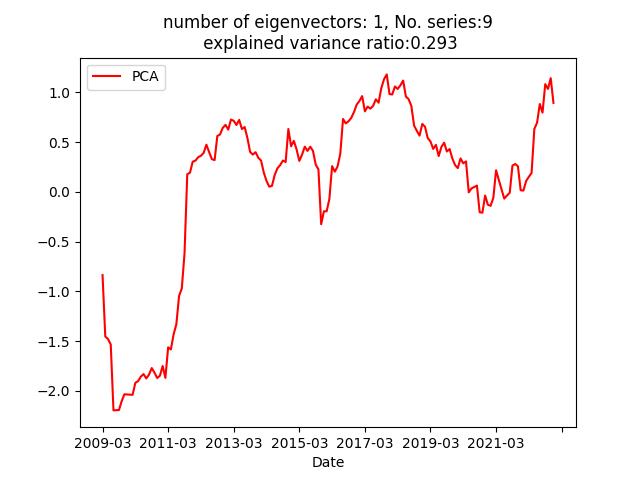 number of eigenvectors: 1, No. series:9
explained variance ratio:0.293
PCA
1.0
0.5
0.0
−0.5
−1.0
−1.5
−2.0
2009-03 2011-03 2013-03 2015-03 2017-03 2019-03 2021-03
Date